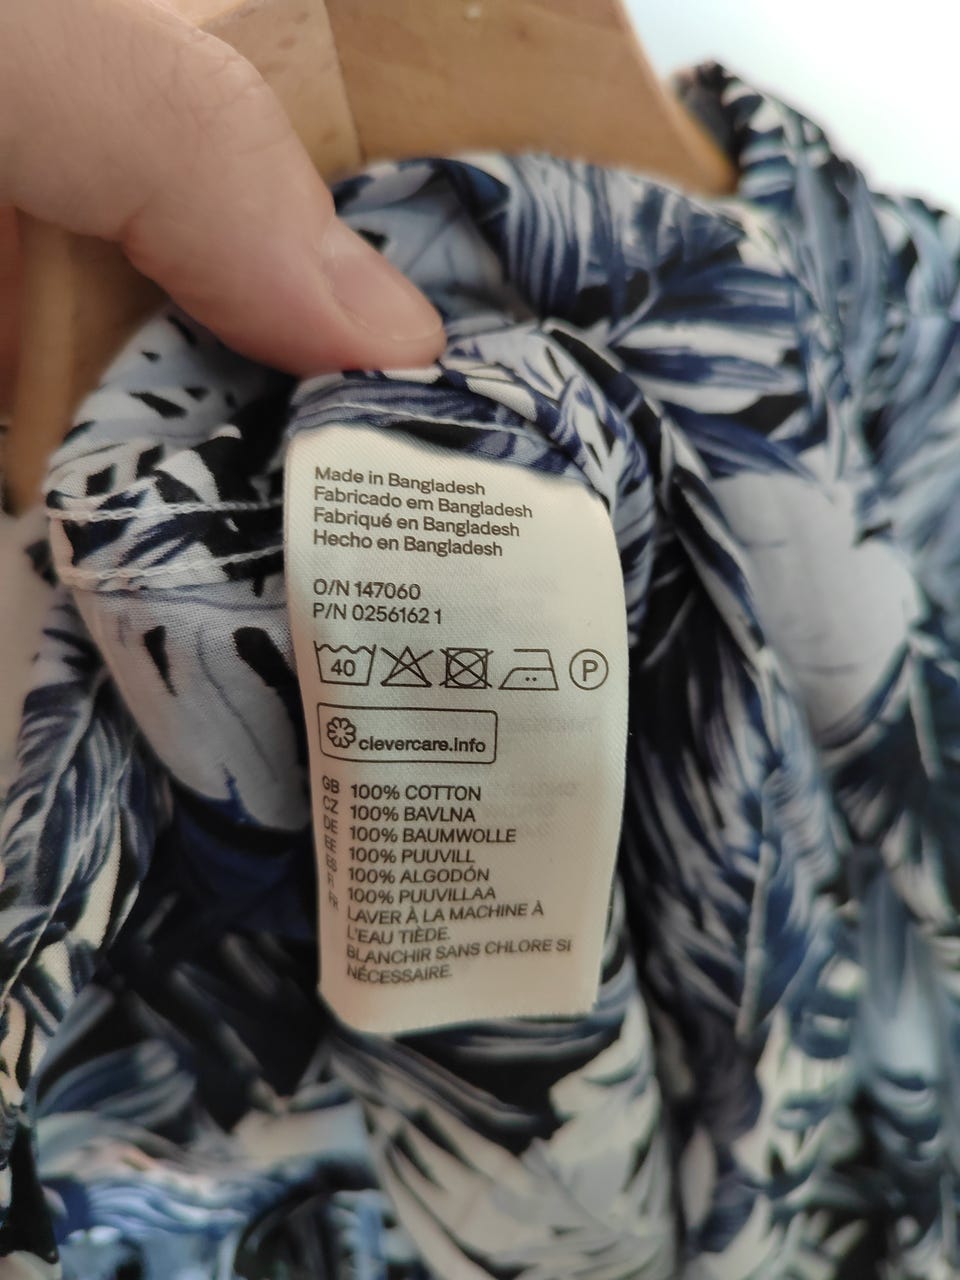 Made in Bangladesh
Fabricado em Bangladesh
Fabriqué en Bangladesh
Hecho en Bangladesh
O/N 147060
P/N 0256162 1
40 P
clevercare.info
GB 100% COTTON
CZ 100% BAVLNA
DE 100% BAUMWOLLE
EE 100% PUUVILL
ES 100% ALGODÓN
FI 100% PUUVILLAA
FR LAVER À LA MACHINE À
L'EAU TIÈDE.
BLANCHIR SANS CHLORE SI
NÉCESSAIRE.